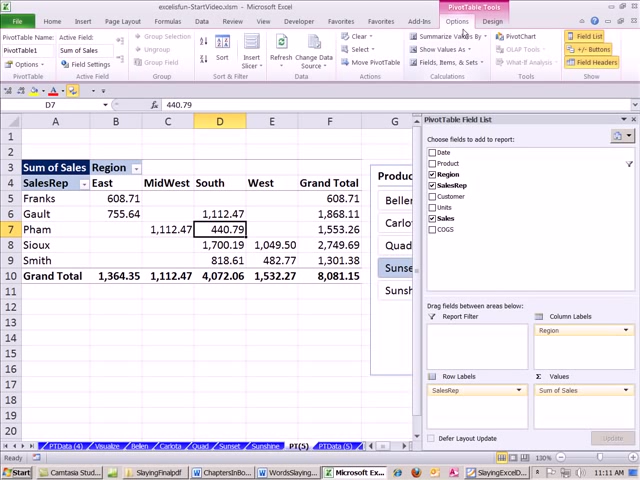 excelisfun-StartVideo.xlsm - Microsoft Excel
PivotTable Tools
File Home Insert Page Layout Formulas Data Review View Developer Favorites Favorites Add-Ins Options Design
PivotTable Name: Active Field: Group Selection Clear Summarize Values By PivotChart Field List
PivotTable1 Sum of Sales Ungroup Select Show Values As OLAP Tools +/- Buttons
Options Field Settings Group Field Sort Insert Slicer Refresh Change Data Source Move PivotTable Fields, Items, & Sets What-If Analysis Field Headers
PivotTable Active Field Group Sort & Filter Data Actions Calculations Tools Show
D7 fx 440.79
A B C D E F G
1
2
3 Sum of Sales Region
4 SalesRep East MidWest South West Grand Total
5 Franks 608.71 608.71
6 Gault 755.64 1,112.47 1,868.11
7 Pham 1,112.47 440.79 1,553.26
8 Sioux 1,700.19 1,049.50 2,749.69
9 Smith 818.61 482.77 1,301.38
10 Grand Total 1,364.35 1,112.47 4,072.06 1,532.27 8,081.15
11
12
13
14
15
16
17
18
19
20
Produ
Beller
Carlot
Quad
Sunse
Sunsh
PivotTable Field List
Choose fields to add to report:
Date
Product
Region
SalesRep
Customer
Units
Sales
COGS
Drag fields between areas below:
Report Filter Column Labels
Region
Row Labels Σ Values
SalesRep Sum of Sales
Defer Layout Update Update
PTData (4) Visualize Bellen Carlota Quad Sunset Sunshine PT(5) PTData (5)
Ready 130%
Start Camtasia Stud... SlayingFinalpdf ChaptersInBo... WordsSlaying... Microsoft Ex... SlayingExcelD... 11:11 AM